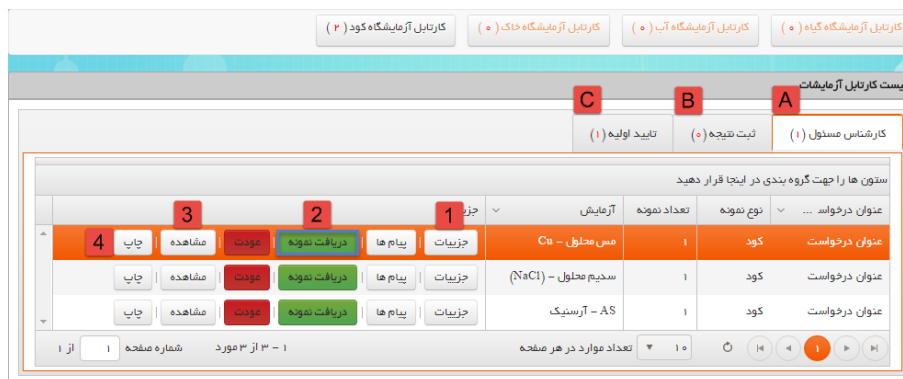 کارتابل آزمایشگاه گیاه ( ۰ ) کارتابل آزمایشگاه آب ( ۰ ) کارتابل آزمایشگاه خاک ( ۰ ) کارتابل آزمایشگاه کود ( ۲ )
لیست کارتابل آزمایشات
A B C
کارشناس مسئول (۱) ثبت نتیجه (۰) تایید اولیه (۱)
ستون ها را جهت گروه بندی در اینجا قرار دهید
عنوان درخواس ... نوع نمونه تعداد نمونه آزمایش
1 2 3
عنوان درخواست کود ۱ مس محلول – Cu جزییات | پیام ها | دریافت نمونه | عودت | مشاهده | چاپ 4
عنوان درخواست کود ۱ سدیم محلول – (NaCl) جزییات | پیام ها | دریافت نمونه | عودت | مشاهده | چاپ
عنوان درخواست کود ۱ AS – آرسنیک جزییات | پیام ها | دریافت نمونه | عودت | مشاهده | چاپ
۱ ۱۰ تعداد موارد در هر صفحه ۱ – ۳ از ۳ مورد شماره صفحه ۱ از ۱